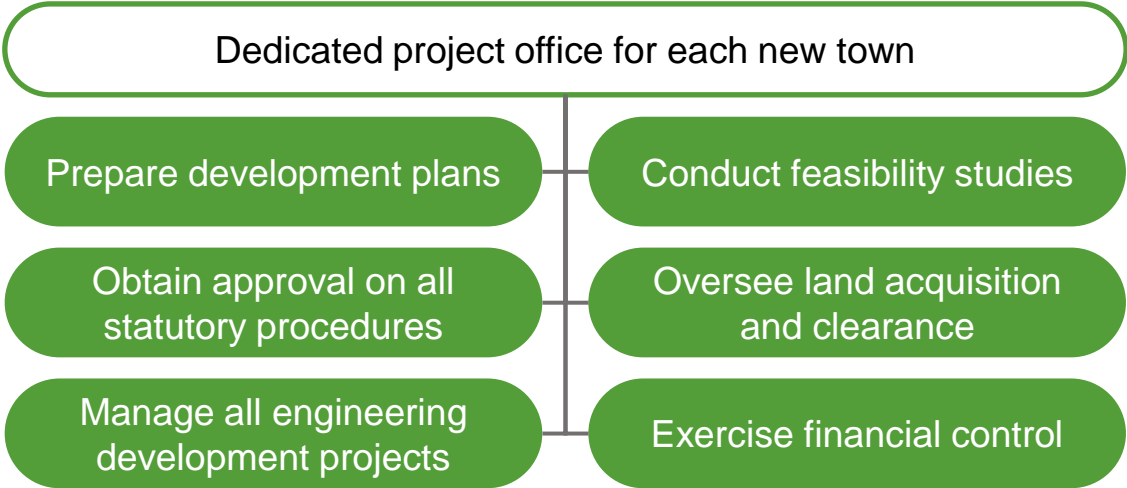 Dedicated project office for each new town
Prepare development plans
Conduct feasibility studies
Obtain approval on all
statutory procedures
Oversee land acquisition
and clearance
Manage all engineering
development projects
Exercise financial control